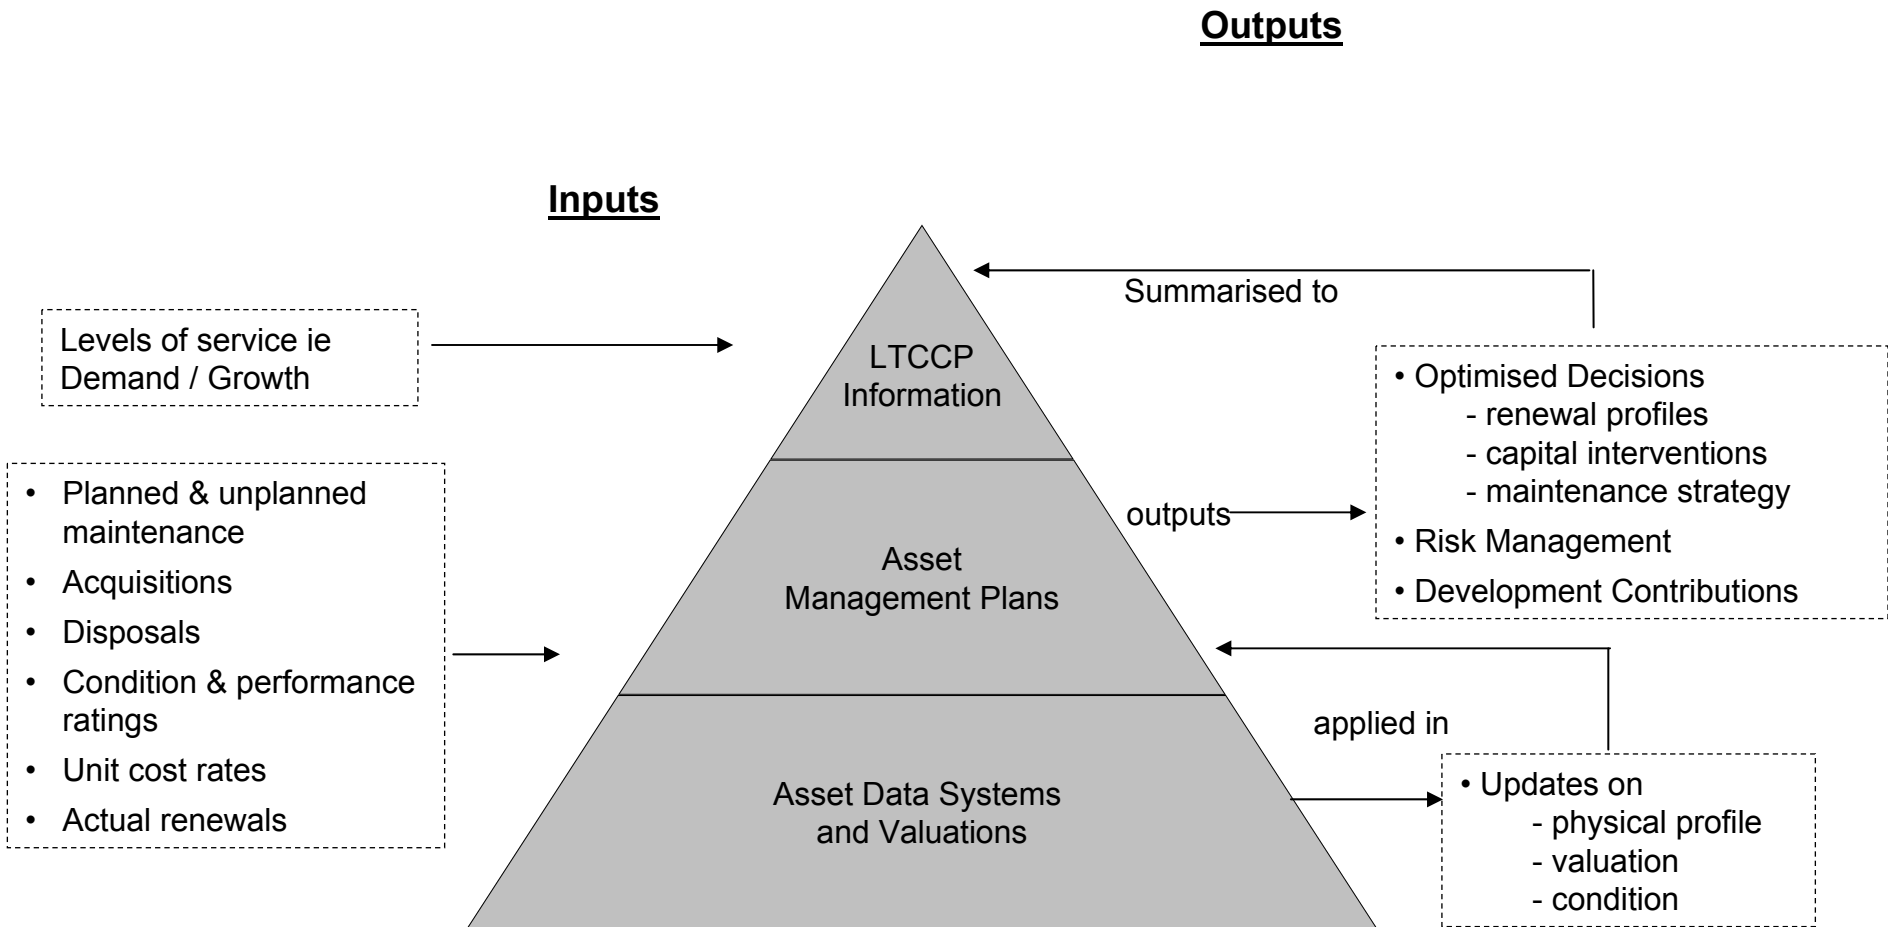 Outputs
Inputs
Levels of service ie
Demand / Growth
• Planned & unplanned
maintenance
• Acquisitions
• Disposals
• Condition & performance
ratings
• Unit cost rates
• Actual renewals
LTCCP
Information
Asset
Management Plans
Asset Data Systems
and Valuations
Summarised to
outputs
• Optimised Decisions
- renewal profiles
- capital interventions
- maintenance strategy
• Risk Management
• Development Contributions
applied in
• Updates on
- physical profile
- valuation
- condition